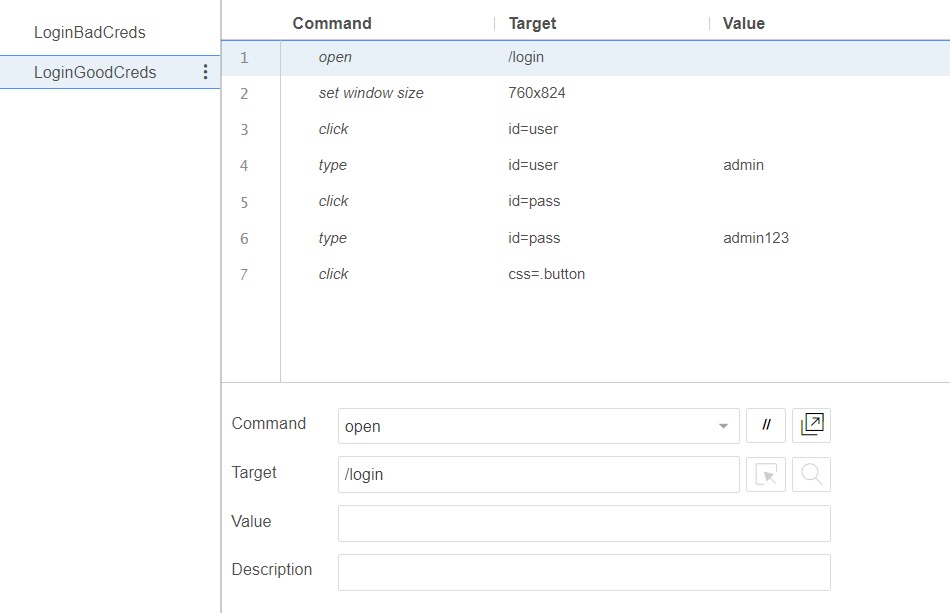 LoginBadCreds
LoginGoodCreds
Command Target Value
1 open /login
2 set window size 760x824
3 click id=user
4 type id=user admin
5 click id=pass
6 type id=pass admin123
7 click css=.button
Command open //
Target /login
Value
Description